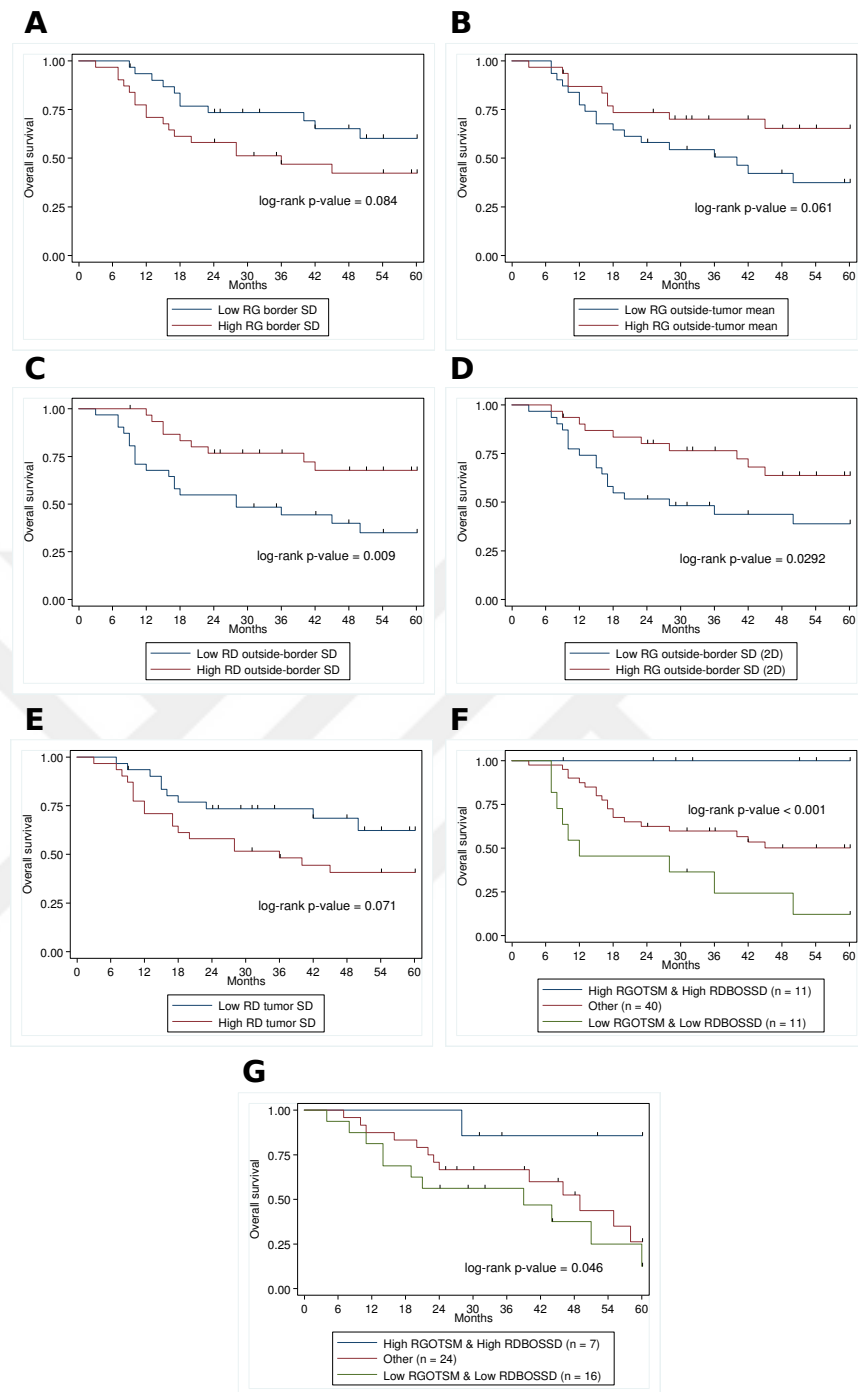 A
Overall survival
1.00
0.75
0.50
0.25
0.00
log-rank p-value = 0.084
0 6 12 18 24 30 36 42 48 54 60
Months
Low RG border SD
High RG border SD
B
Overall survival
1.00
0.75
0.50
0.25
0.00
log-rank p-value = 0.061
0 6 12 18 24 30 36 42 48 54 60
Months
Low RG outside-tumor mean
High RG outside-tumor mean
C
Overall survival
1.00
0.75
0.50
0.25
0.00
log-rank p-value = 0.009
0 6 12 18 24 30 36 42 48 54 60
Months
Low RD outside-border SD
High RD outside-border SD
D
Overall survival
1.00
0.75
0.50
0.25
0.00
log-rank p-value = 0.0292
0 6 12 18 24 30 36 42 48 54 60
Months
Low RG outside-border SD (2D)
High RG outside-border SD (2D)
E
Overall survival
1.00
0.75
0.50
0.25
0.00
log-rank p-value = 0.071
0 6 12 18 24 30 36 42 48 54 60
Months
Low RD tumor SD
High RD tumor SD
F
Overall survival
1.00
0.75
0.50
0.25
0.00
log-rank p-value < 0.001
0 6 12 18 24 30 36 42 48 54 60
Months
High RGOTSM & High RDBOSSD (n = 11)
Other (n = 40)
Low RGOTSM & Low RDBOSSD (n = 11)
G
Overall survival
1.00
0.75
0.50
0.25
0.00
log-rank p-value = 0.046
0 6 12 18 24 30 36 42 48 54 60
Months
High RGOTSM & High RDBOSSD (n = 7)
Other (n = 24)
Low RGOTSM & Low RDBOSSD (n = 16)